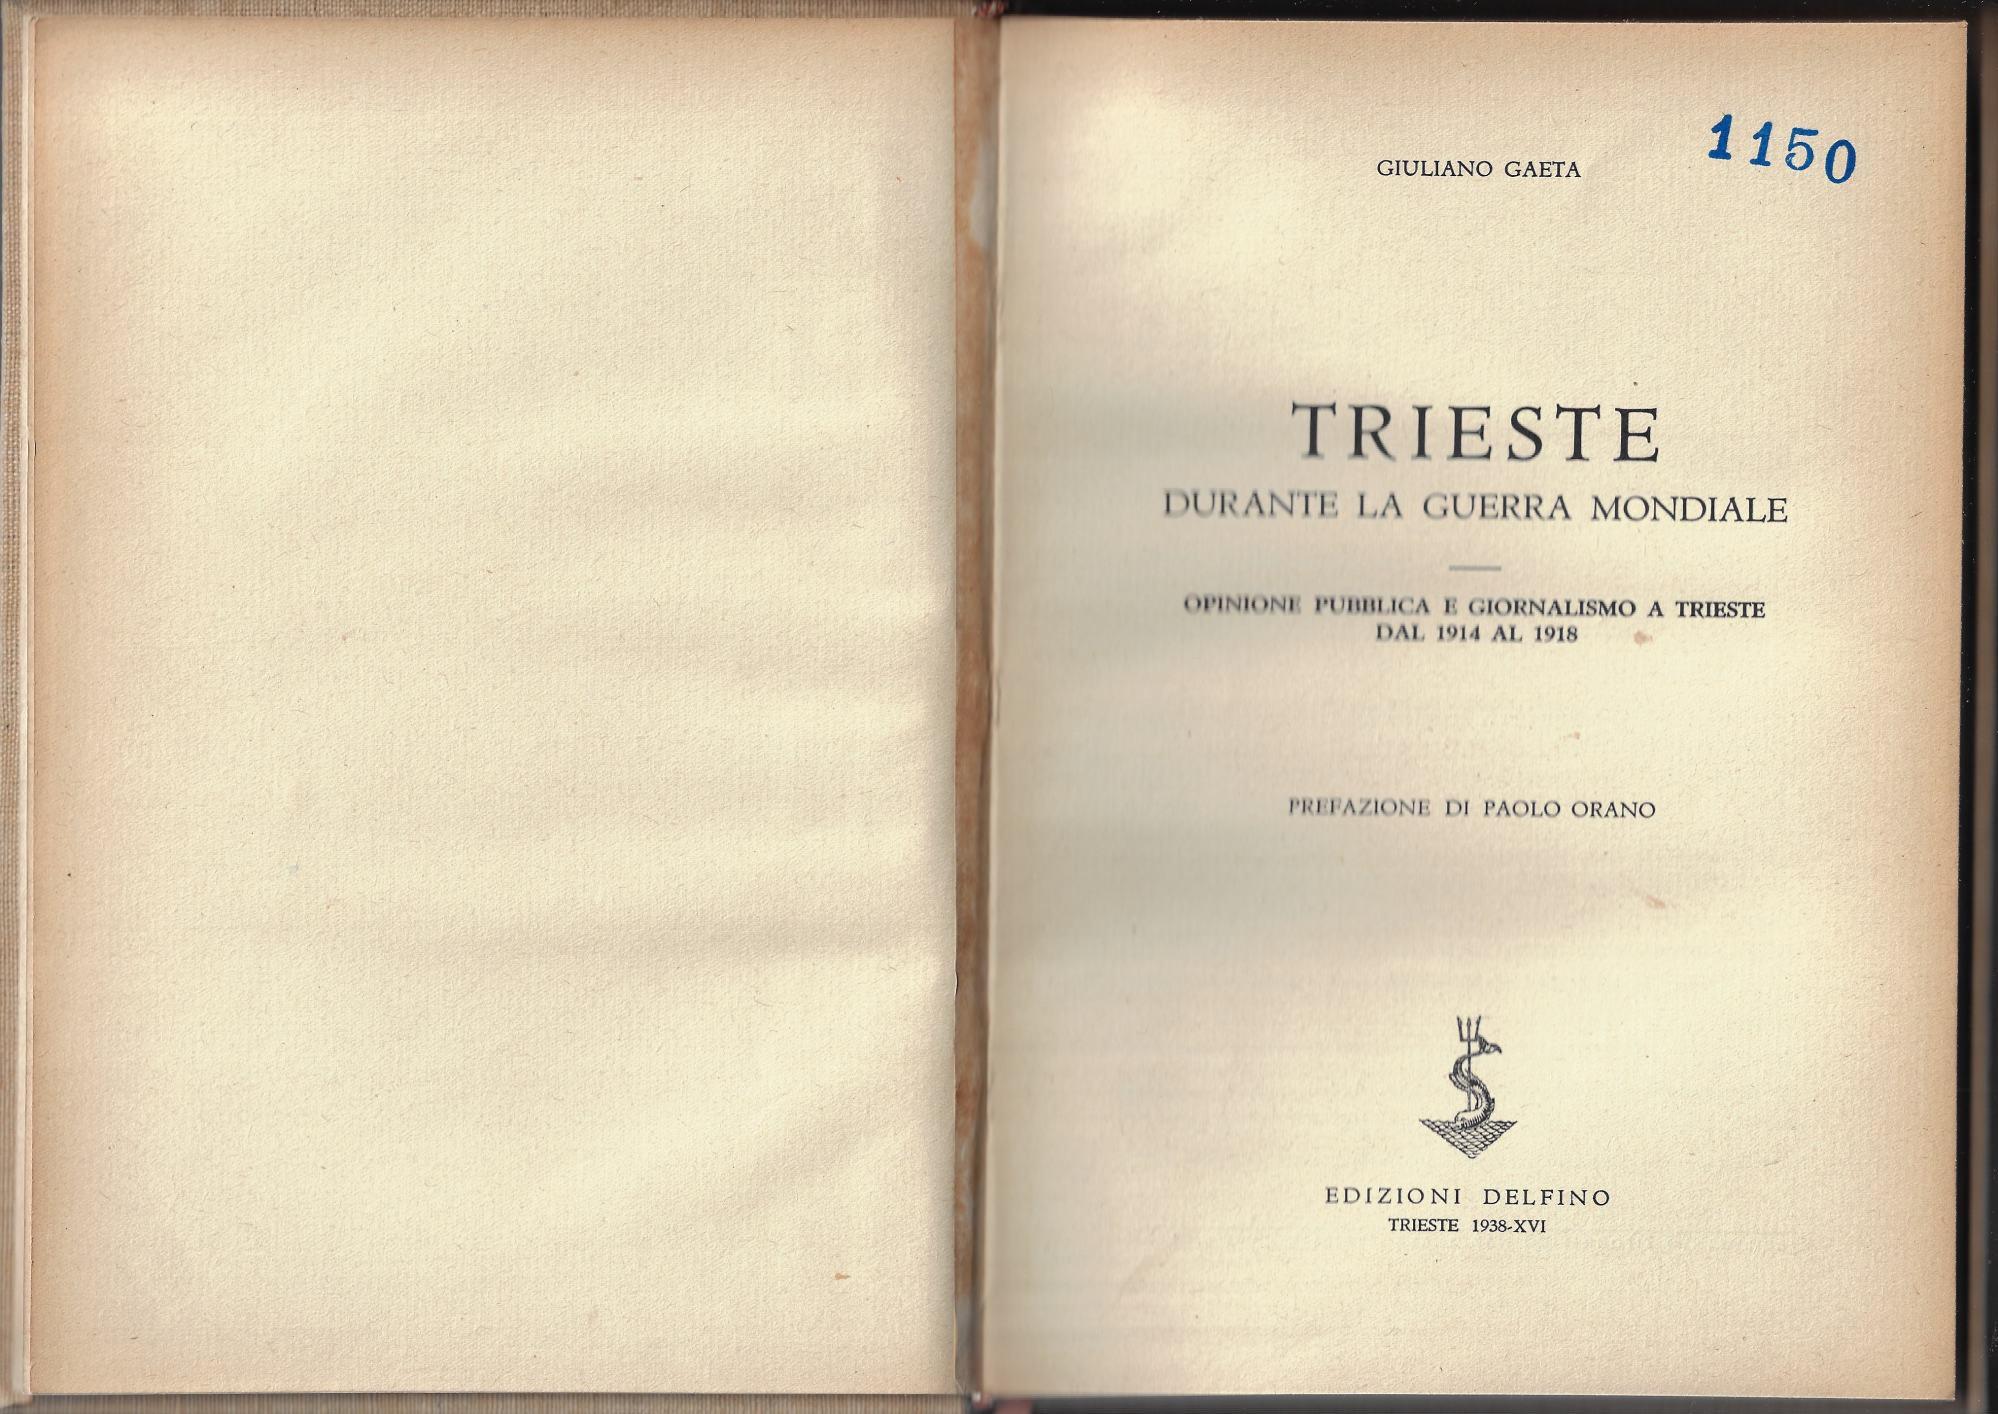 1150
GIULIANO GAETA
TRIESTE
DURANTE LA GUERRA MONDIALE
OPINIONE PUBBLICA E GIORNALISMO A TRIESTE
DAL 1914 AL 1918
PREFAZIONE DI PAOLO ORANO
EDIZIONI DELFINO
TRIESTE 1938-XVI